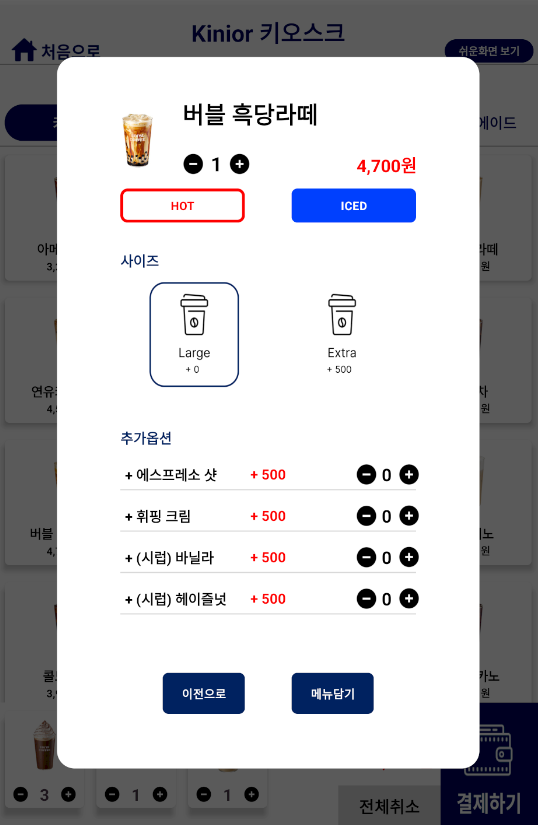 Kinior 키오스크
처음으로
쉬운화면 보기
에이드
버블 흑당라떼
1
4,700원
HOT
ICED
사이즈
Large
+ 0
Extra
+ 500
추가옵션
+ 에스프레소 샷 + 500 0
+ 휘핑 크림 + 500 0
+ (시럽) 바닐라 + 500 0
+ (시럽) 헤이즐넛 + 500 0
이전으로
메뉴담기
3
1
1
전체취소
결제하기